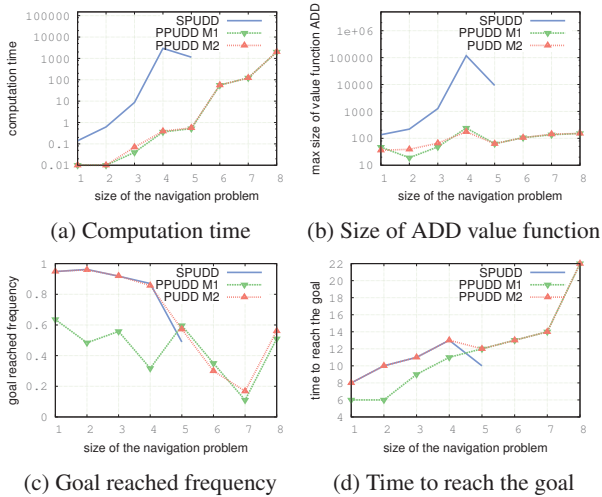 100000
10000
1000
100
10
1
0.1
0.01
computation time
SPUDD
PPUDD M1
PPUDD M2
1 2 3 4 5 6 7 8
size of the navigation problem
(a) Computation time
1e+06
100000
10000
1000
100
10
max size of value function ADD
SPUDD
PPUDD M1
PUDD M2
1 2 3 4 5 6 7 8
size of the navigation problem
(b) Size of ADD value function
1
0.8
0.6
0.4
0.2
0
goal reached frequency
SPUDD
PPUDD M1
PUDD M2
1 2 3 4 5 6 7 8
size of the navigation problem
(c) Goal reached frequency
22
20
18
16
14
12
10
8
6
4
time to reach the goal
SPUDD
PPUDD M1
PPUDD M2
1 2 3 4 5 6 7 8
size of the navigation problem
(d) Time to reach the goal